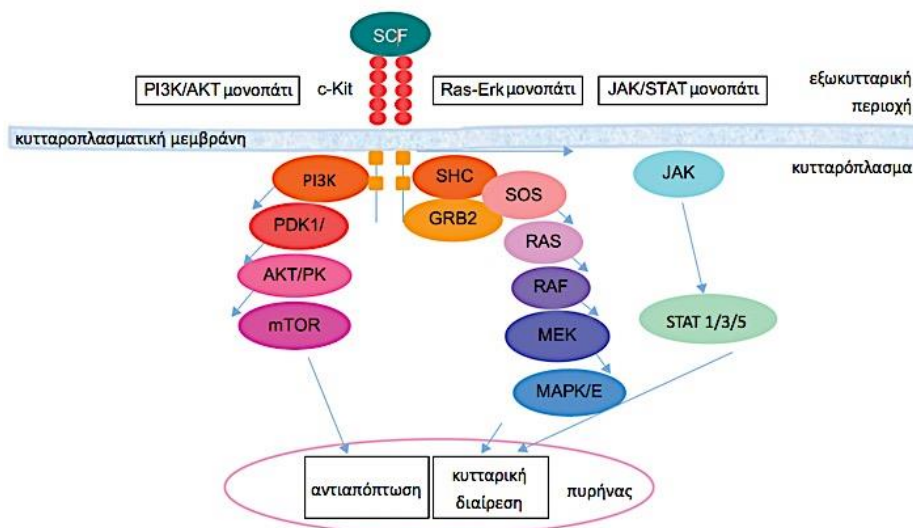 SCF
PI3K/AKT μονοπάτι
c-Kit
Ras-Erk μονοπάτι
JAK/STAT μονοπάτι
εξωκυτταρική
περιοχή
κυτταροπλασματική μεμβράνη
κυτταρόπλασμα
PI3K
SHC
SOS
GRB2
JAK
PDK1/
RAS
AKT/PK
RAF
mTOR
MEK
STAT 1/3/5
MAPK/E
αντιαπόπτωση
κυτταρική
διαίρεση
πυρήνας